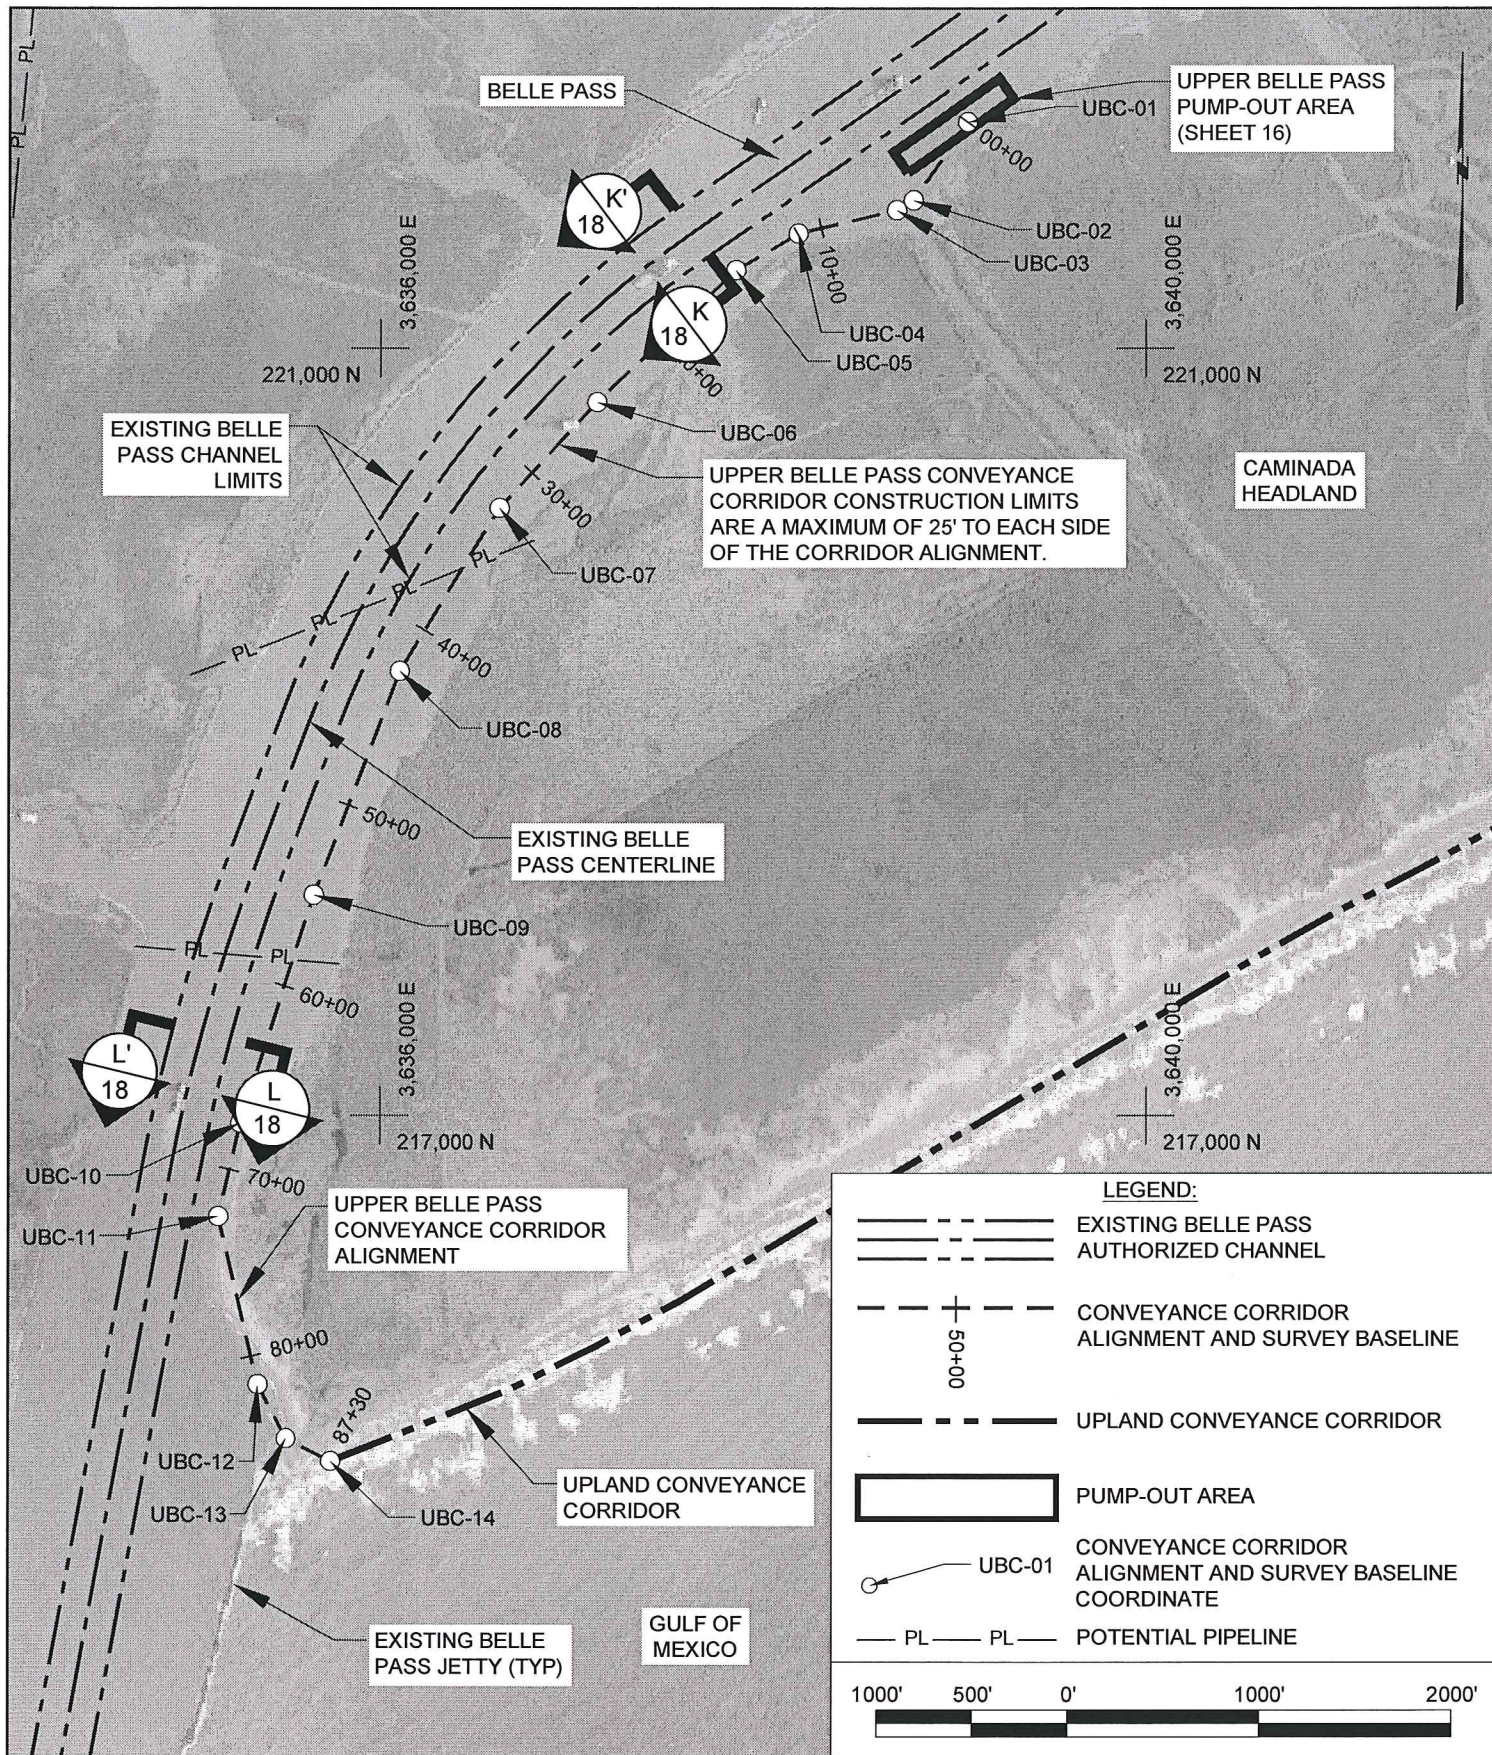 PL
PL
BELLE PASS
UPPER BELLE PASS
PUMP-OUT AREA
(SHEET 16)
UBC-01
00+00
K'
18
UBC-02
UBC-03
10+00
3,636,000 E
3,640,000 E
K
18
UBC-04
UBC-05
221,000 N
221,000 N
UBC-06
EXISTING BELLE
PASS CHANNEL
LIMITS
UPPER BELLE PASS CONVEYANCE
CORRIDOR CONSTRUCTION LIMITS
ARE A MAXIMUM OF 25' TO EACH SIDE
OF THE CORRIDOR ALIGNMENT.
CAMINADA
HEADLAND
30+00
PL
PL
PL
PL
UBC-07
40+00
UBC-08
50+00
EXISTING BELLE
PASS CENTERLINE
UBC-09
PL
PL
60+00
3,636,000 E
3,640,000 E
L'
18
L
18
217,000 N
217,000 N
UBC-10
70+00
UBC-11
UPPER BELLE PASS
CONVEYANCE CORRIDOR
ALIGNMENT
80+00
87+30
UBC-12
UBC-13
UBC-14
UPLAND CONVEYANCE
CORRIDOR
EXISTING BELLE
PASS JETTY (TYP)
GULF OF
MEXICO
LEGEND:
EXISTING BELLE PASS
AUTHORIZED CHANNEL
50+00
CONVEYANCE CORRIDOR
ALIGNMENT AND SURVEY BASELINE
UPLAND CONVEYANCE CORRIDOR
PUMP-OUT AREA
UBC-01
CONVEYANCE CORRIDOR
ALIGNMENT AND SURVEY BASELINE
COORDINATE
PL PL
POTENTIAL PIPELINE
1000' 500' 0' 1000' 2000'